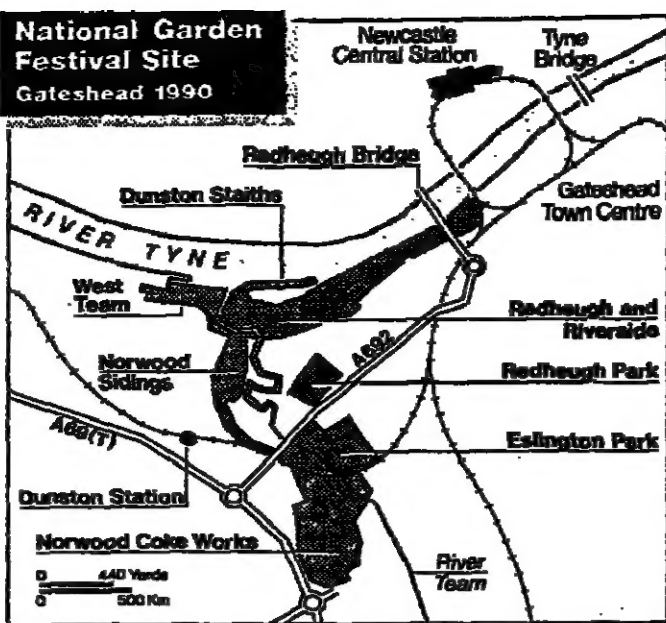 National Garden
Festival Site
Gateshead 1990
Newcastle
Central Station
Tyne
Bridge
Redheugh Bridge
Dunston Staiths
Gateshead
Town Centre
RIVER TYNE
West
Team
Redheugh and
Riverside
Norwood
Sidings
A692
Redheugh Park
A69(T)
Eslington Park
Dunston Station
Norwood Coke Works
River
Team
0 440 Yards
0 500 Km